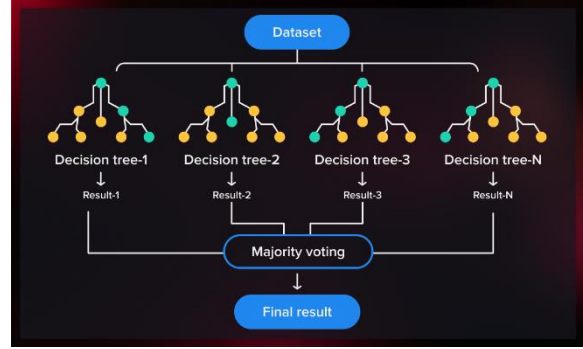 Dataset
Decision tree-1
Decision tree-2
Decision tree-3
Decision tree-N
Result-1
Result-2
Result-3
Result-N
Majority voting
Final result